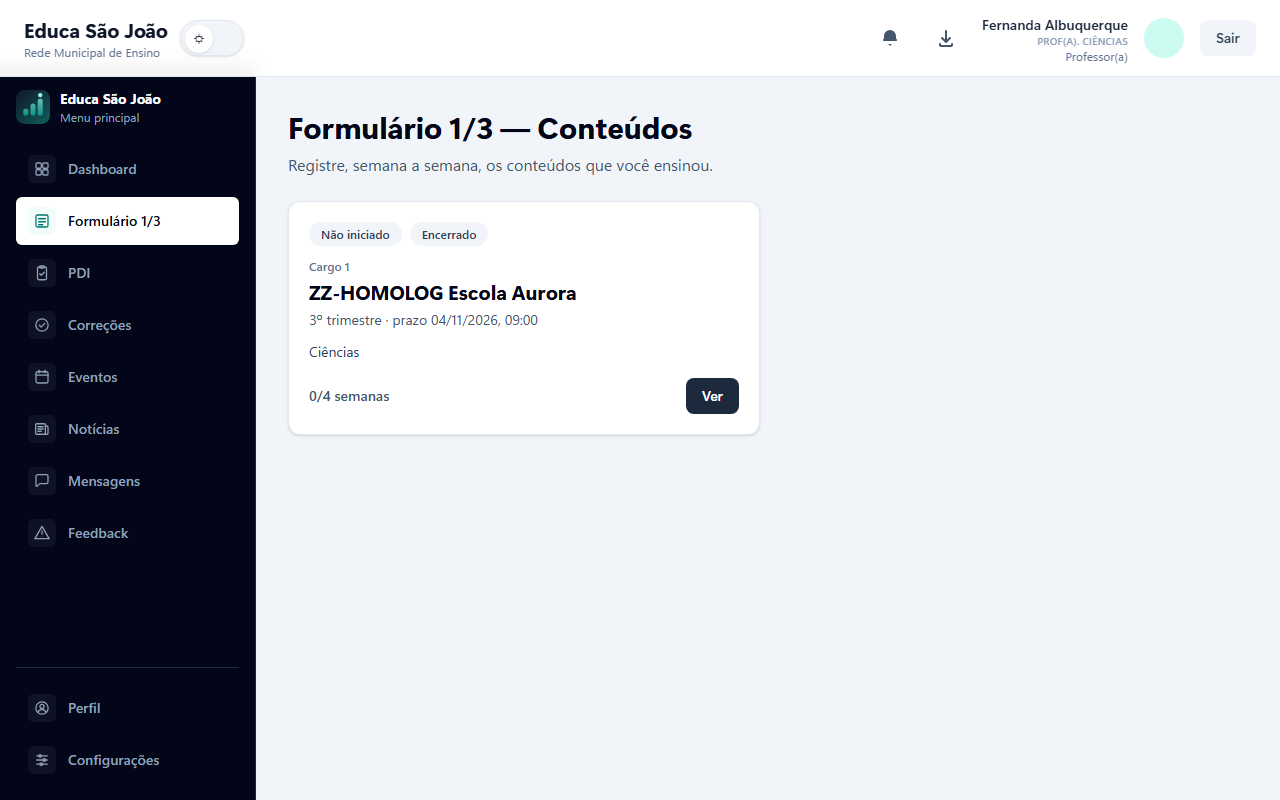 Educa São João
Rede Municipal de Ensino
Fernanda Albuquerque
PROF(A). CIÊNCIAS
Professor(a)
Sair
Educa São João
Menu principal
Dashboard
Formulário 1/3
PDI
Correções
Eventos
Notícias
Mensagens
Feedback
Perfil
Configurações
Formulário 1/3 — Conteúdos
Registre, semana a semana, os conteúdos que você ensinou.
Não iniciado Encerrado
Cargo 1
ZZ-HOMOLOG Escola Aurora
3º trimestre · prazo 04/11/2026, 09:00
Ciências
0/4 semanas Ver